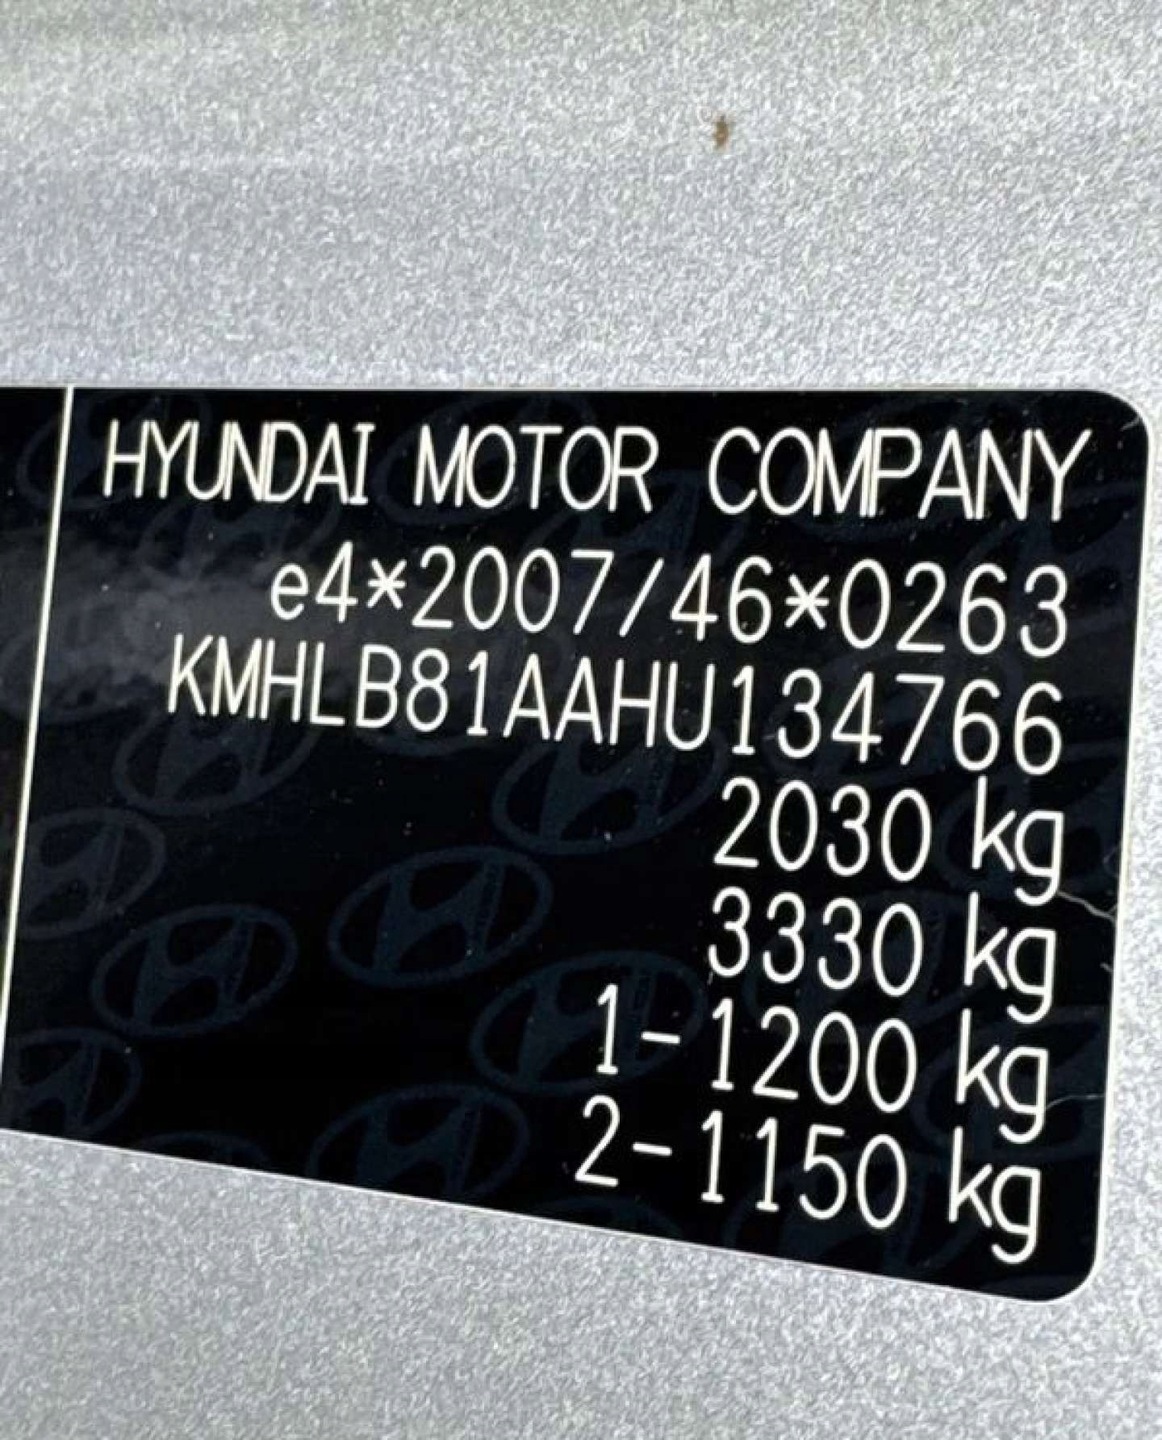 HYUNDAI MOTOR COMPANY
e4*2007/46*0263
KMHLB81AAHU134766
2030 kg
3330 kg
1-1200 kg
2-1150 kg